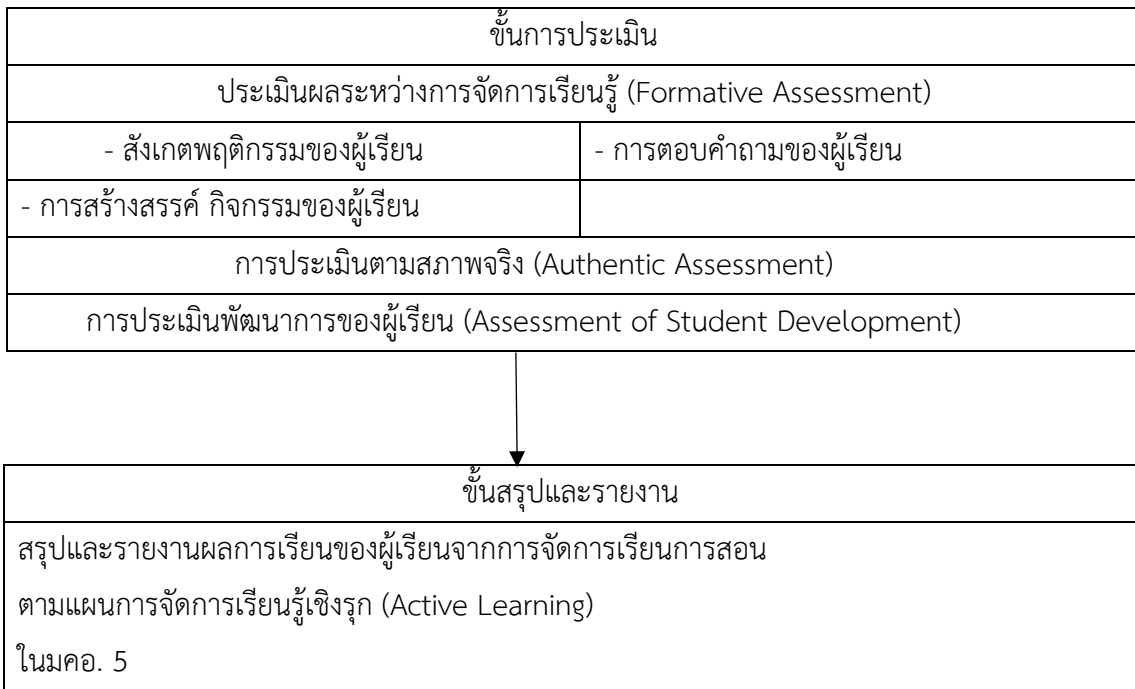 ขั้นการประเมิน
ประเมินผลระหว่างการจัดการเรียนรู้ (Formative Assessment)
- สังเกตพฤติกรรมของผู้เรียน
- การตอบคำถามของผู้เรียน
- การสร้างสรรค์ กิจกรรมของผู้เรียน
การประเมินตามสภาพจริง (Authentic Assessment)
การประเมินพัฒนาการของผู้เรียน (Assessment of Student Development)
ขั้นสรุปและรายงาน
สรุปและรายงานผลการเรียนของผู้เรียนจากการจัดการเรียนการสอน
ตามแผนการจัดการเรียนรู้เชิงรุก (Active Learning)
ในมคอ. 5